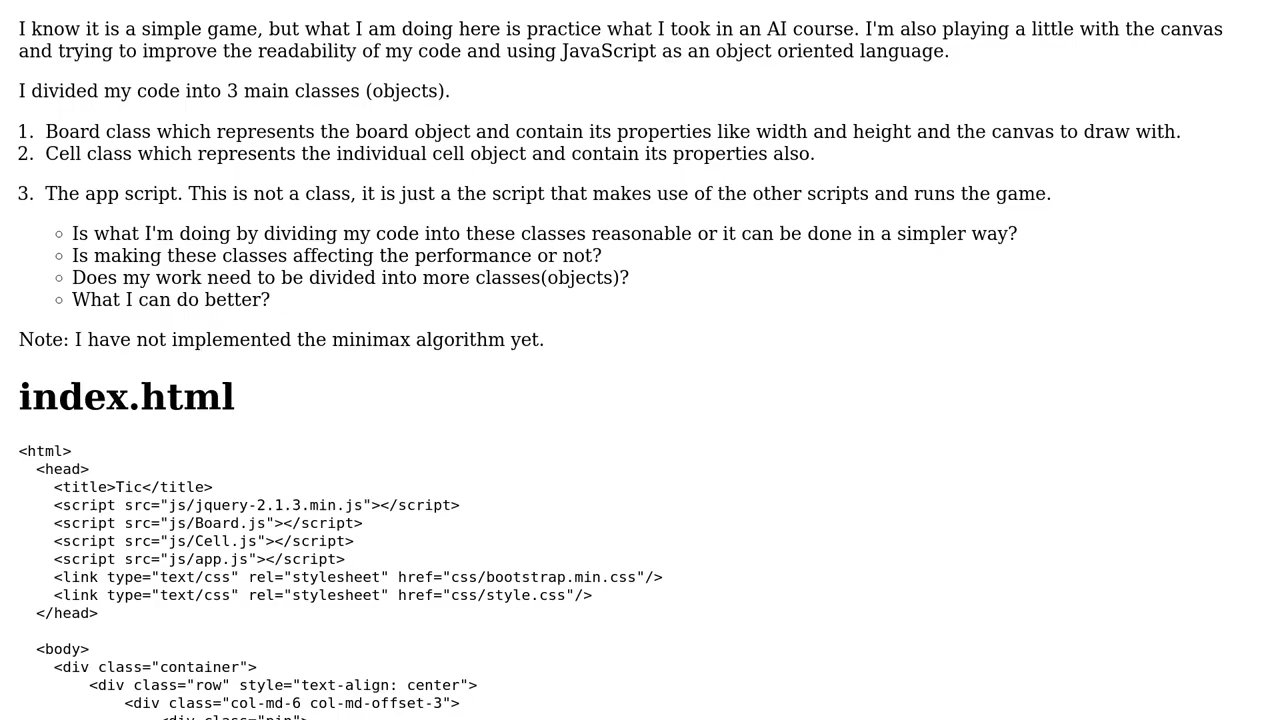 I know it is a simple game, but what I am doing here is practice what I took in an AI course. I'm also playing a little with the canvas
and trying to improve the readability of my code and using JavaScript as an object oriented language.
I divided my code into 3 main classes (objects).
1. Board class which represents the board object and contain its properties like width and height and the canvas to draw with.
2. Cell class which represents the individual cell object and contain its properties also.
3. The app script. This is not a class, it is just a the script that makes use of the other scripts and runs the game.
◦ Is what I'm doing by dividing my code into these classes reasonable or it can be done in a simpler way?
◦ Is making these classes affecting the performance or not?
◦ Does my work need to be divided into more classes(objects)?
◦ What I can do better?
Note: I have not implemented the minimax algorithm yet.
index.html
<html>
  <head>
    <title>Tic</title>
    <script src="js/jquery-2.1.3.min.js"></script>
    <script src="js/Board.js"></script>
    <script src="js/Cell.js"></script>
    <script src="js/app.js"></script>
    <link type="text/css" rel="stylesheet" href="css/bootstrap.min.css"/>
    <link type="text/css" rel="stylesheet" href="css/style.css"/>
  </head>
  <body>
    <div class="container">
        <div class="row" style="text-align: center">
            <div class="col-md-6 col-md-offset-3">